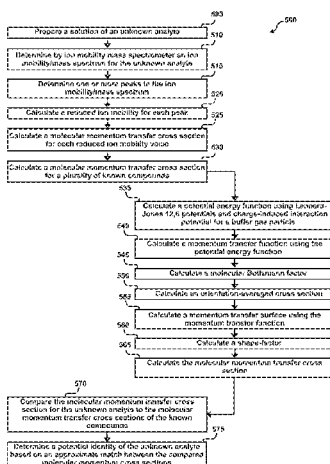 500
505
Prepare a solution of an unknown analyte
510
Determine by ion mobility mass spectrometer an ion
mobility/mass spectrum for the unknown analyte
515
Determine one or more peaks in the ion
mobility/mass spectrum
520
Calculate a reduced ion mobility for each peak
525
Calculate a molecular momentum transfer cross section
for each reduced ion mobility value
530
Calculate a molecular momentum transfer cross section
for a plurality of known compounds
535
Calculate a potential energy function using Lennard-
Jones 12,6 potentials and charge-induced interaction
potential for a buffer gas particle
540
Calculate a momentum transfer function using the
potential energy function
545
Calculate a molecular Boltzmann factor
550
Calculate an orientation-averaged cross section
555
Calculate a momentum transfer surface using the
momentum transfer function
560
Calculate a shape-factor
565
Calculate the molecular momentum transfer cross
section
570
Compare the molecular momentum transfer cross
section for the unknown analyte to the molecular
momentum transfer cross sections of the known
compounds
575
Determine a potential identity of the unknown analyte
based on an approximate match between the compared
molecular momentum cross sections